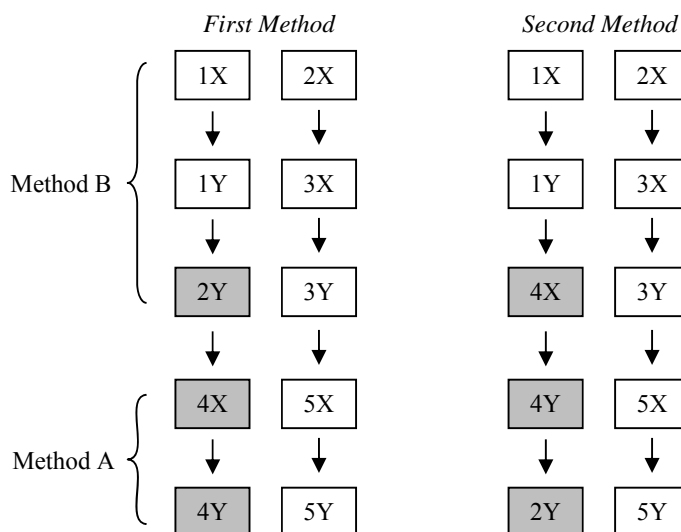 First Method Second Method
1X 2X 1X 2X
Method B 1Y 3X 1Y 3X
2Y 3Y 4X 3Y
4X 5X 4Y 5X
Method A
4Y 5Y 2Y 5Y